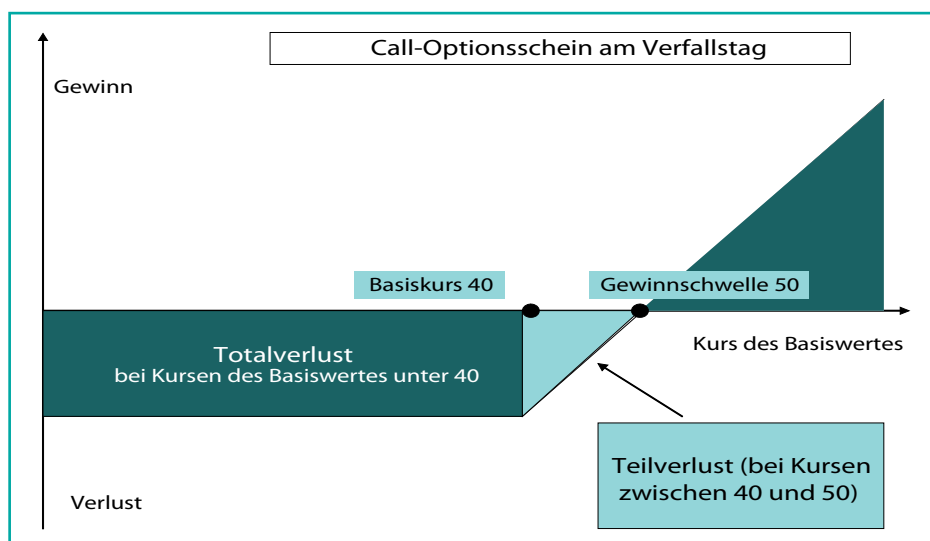 Call-Optionsschein am Verfallstag
Gewinn
Basiskurs 40
Gewinnschwelle 50
Totalverlust
bei Kursen des Basiswertes unter 40
Kurs des Basiswertes
Teilverlust (bei Kursen
zwischen 40 und 50)
Verlust